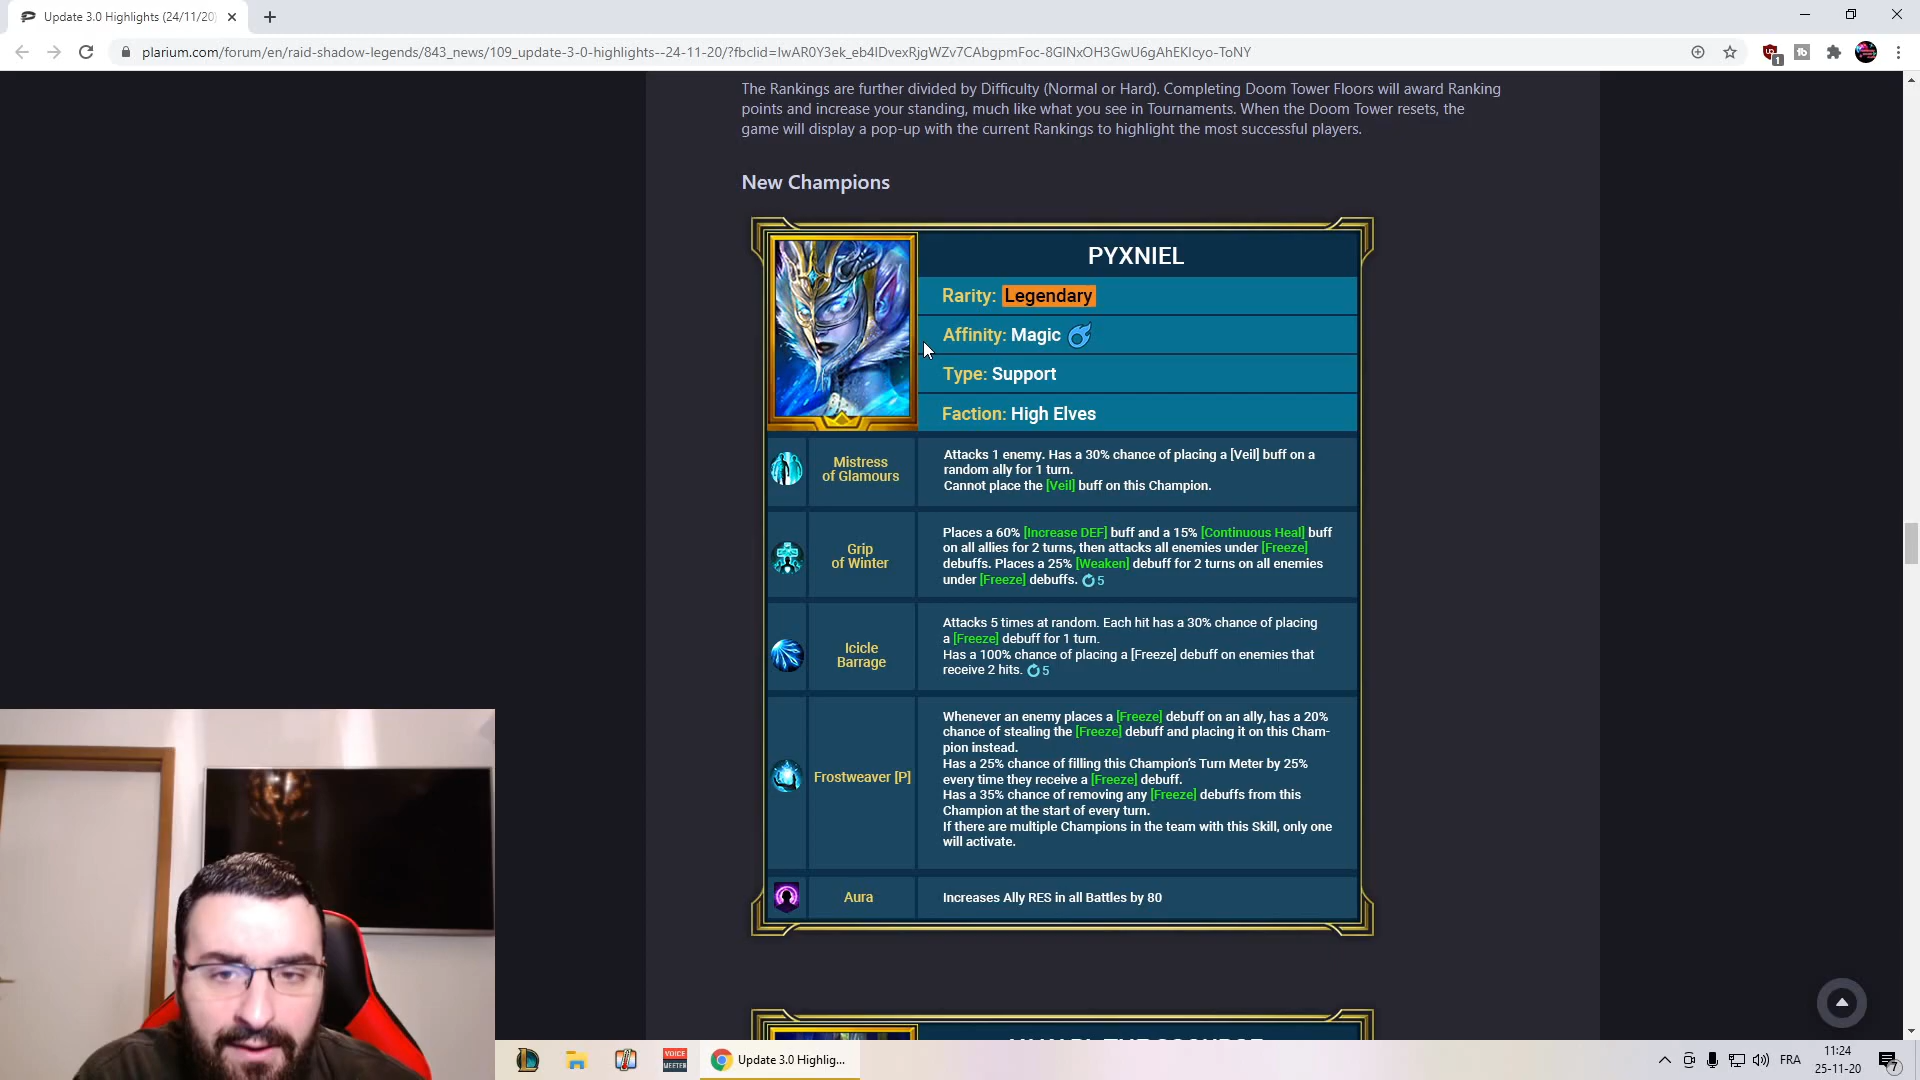 Update 3.0 Highlights (24/11/20)
plarium.com/forum/en/raid-shadow-legends/843_news/109_update-3-0-highlights--24-11-20/?fbclid=IwAR0Y3ek_eb4lDvexRjgWZv7CAbgpmFoc-8GlNxOH3GwU6gAhEKlcyo-ToNY
1
The Rankings are further divided by Difficulty (Normal or Hard). Completing Doom Tower Floors will award Ranking
points and increase your standing, much like what you see in Tournaments. When the Doom Tower resets, the
game will display a pop-up with the current Rankings to highlight the most successful players.
New Champions
PYXNIEL
Rarity: Legendary
Affinity: Magic
Type: Support
Faction: High Elves
Mistress
of Glamours
Attacks 1 enemy. Has a 30% chance of placing a [Veil] buff on a
random ally for 1 turn.
Cannot place the [Veil] buff on this Champion.
Grip
of Winter
Places a 60% [Increase DEF] buff and a 15% [Continuous Heal] buff
on all allies for 2 turns, then attacks all enemies under [Freeze]
debuffs. Places a 25% [Weaken] debuff for 2 turns on all enemies
under [Freeze] debuffs. 5
Icicle
Barrage
Attacks 5 times at random. Each hit has a 30% chance of placing
a [Freeze] debuff for 1 turn.
Has a 100% chance of placing a [Freeze] debuff on enemies that
receive 2 hits. 5
Frostweaver [P]
Whenever an enemy places a [Freeze] debuff on an ally, has a 20%
chance of stealing the [Freeze] debuff and placing it on this Cham-
pion instead.
Has a 25% chance of filling this Champion's Turn Meter by 25%
every time they receive a [Freeze] debuff.
Has a 35% chance of removing any [Freeze] debuffs from this
Champion at the start of every turn.
If there are multiple Champions in the team with this Skill, only one
will activate.
Aura
Increases Ally RES in all Battles by 80
VOICE
MEETER
Update 3.0 Highlig...
FRA
11:24
25-11-20
7